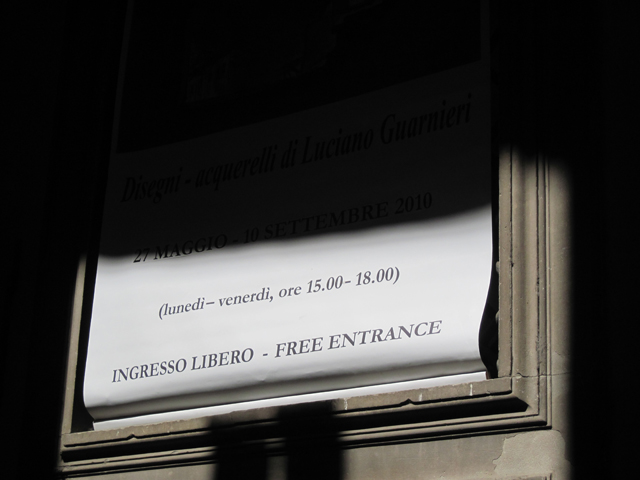 Disegni - acquerelli di Luciano Guarnieri
27 MAGGIO - 10 SETTEMBRE 2010
(lunedì – venerdì, ore 15.00 - 18.00)
INGRESSO LIBERO - FREE ENTRANCE